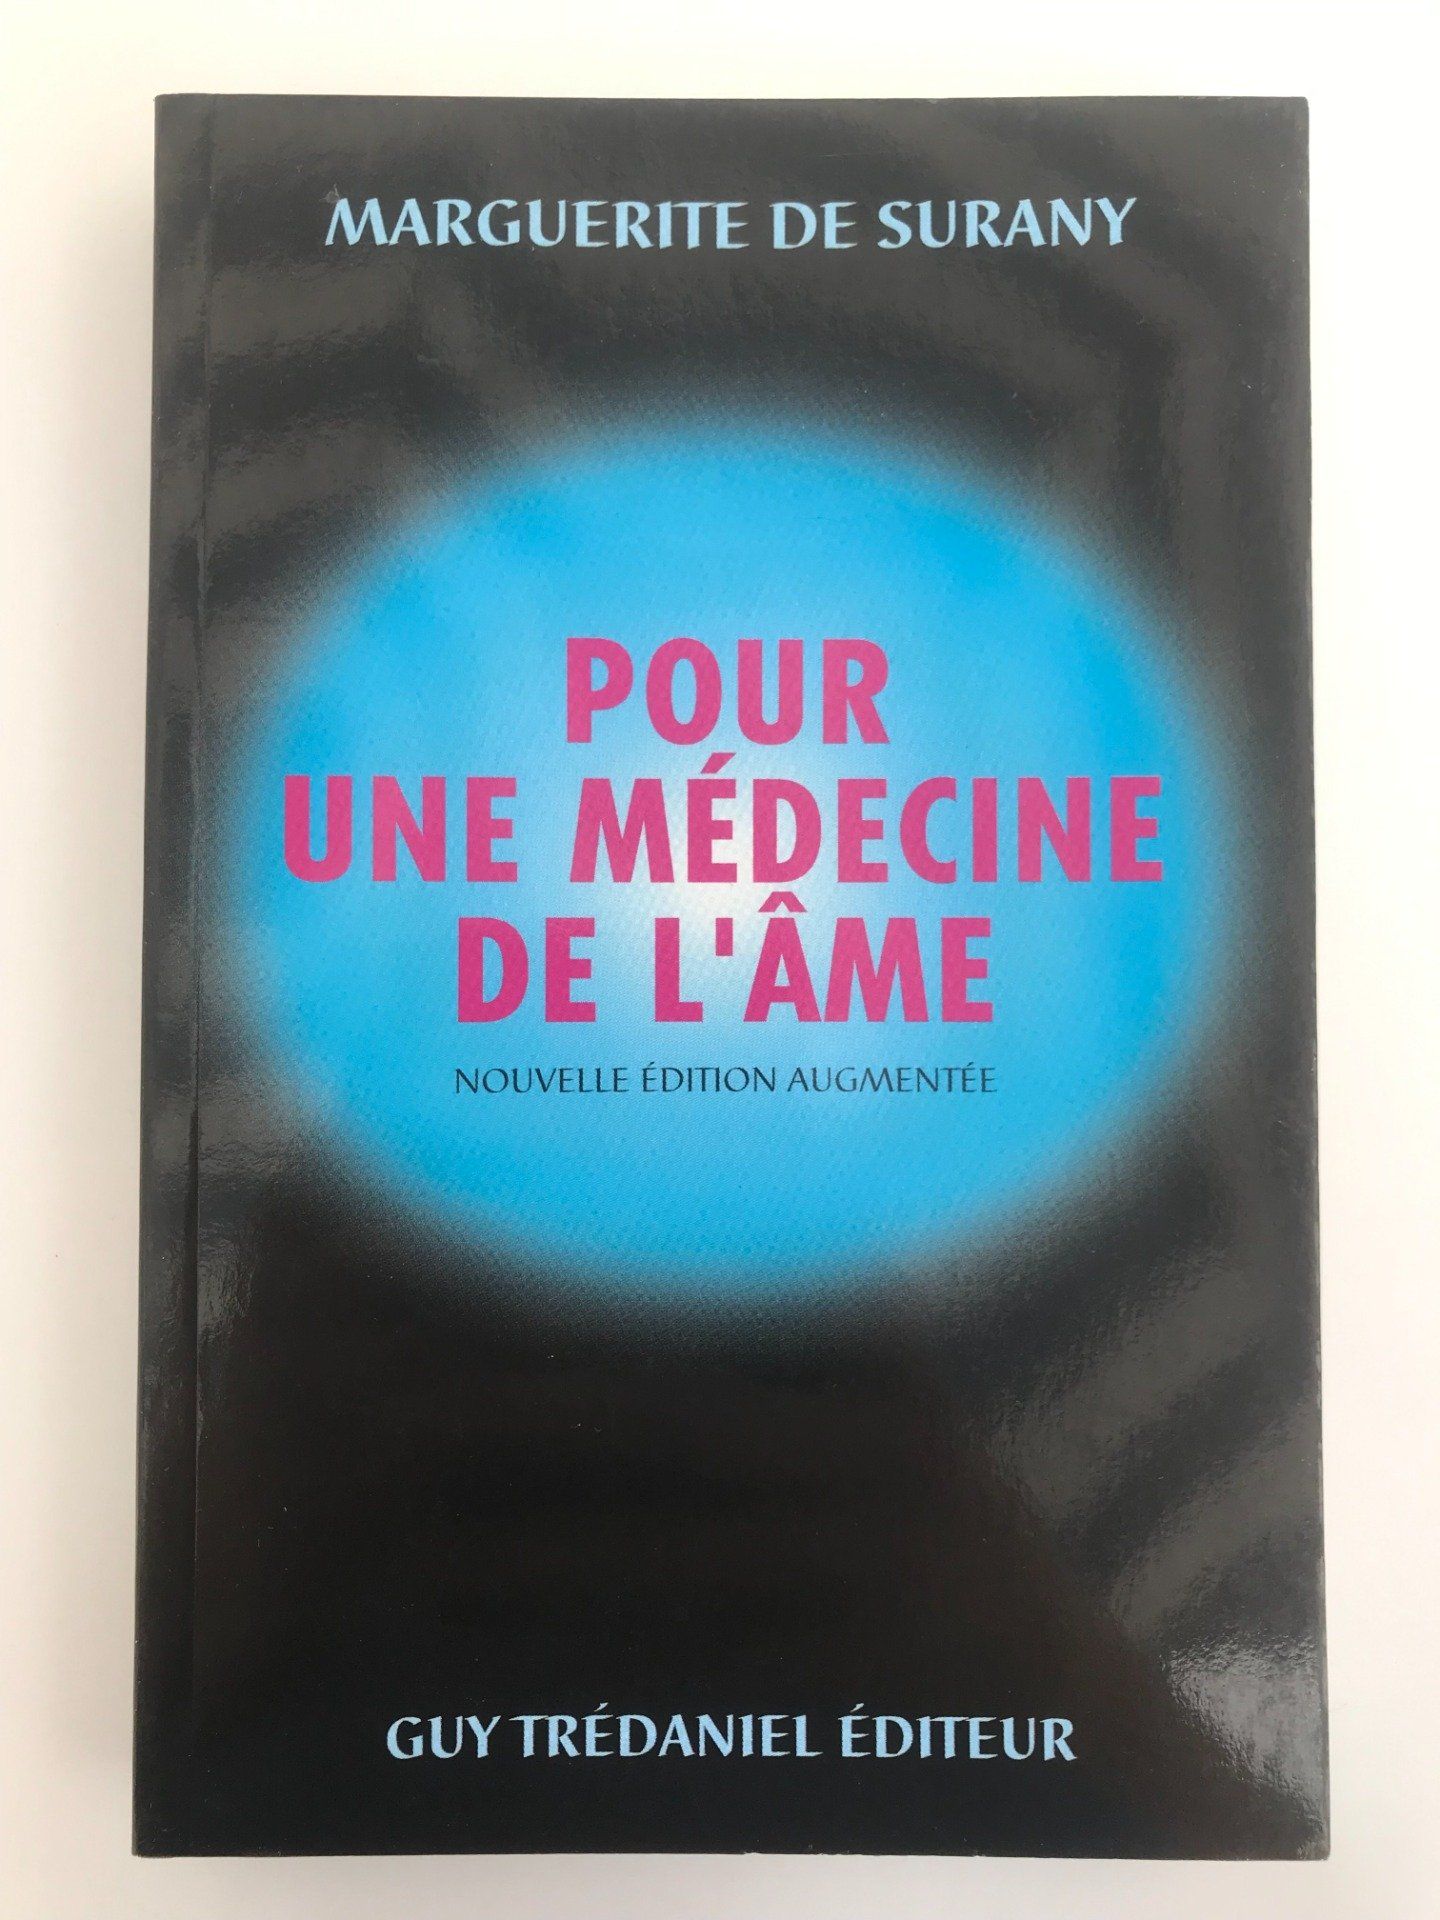 MARGUERITE DE SURANY
POUR
UNE MÉDECINE
DE L'ÂME
NOUVELLE ÉDITION AUGMENTÉE
GUY TRÉDANIEL ÉDITEUR